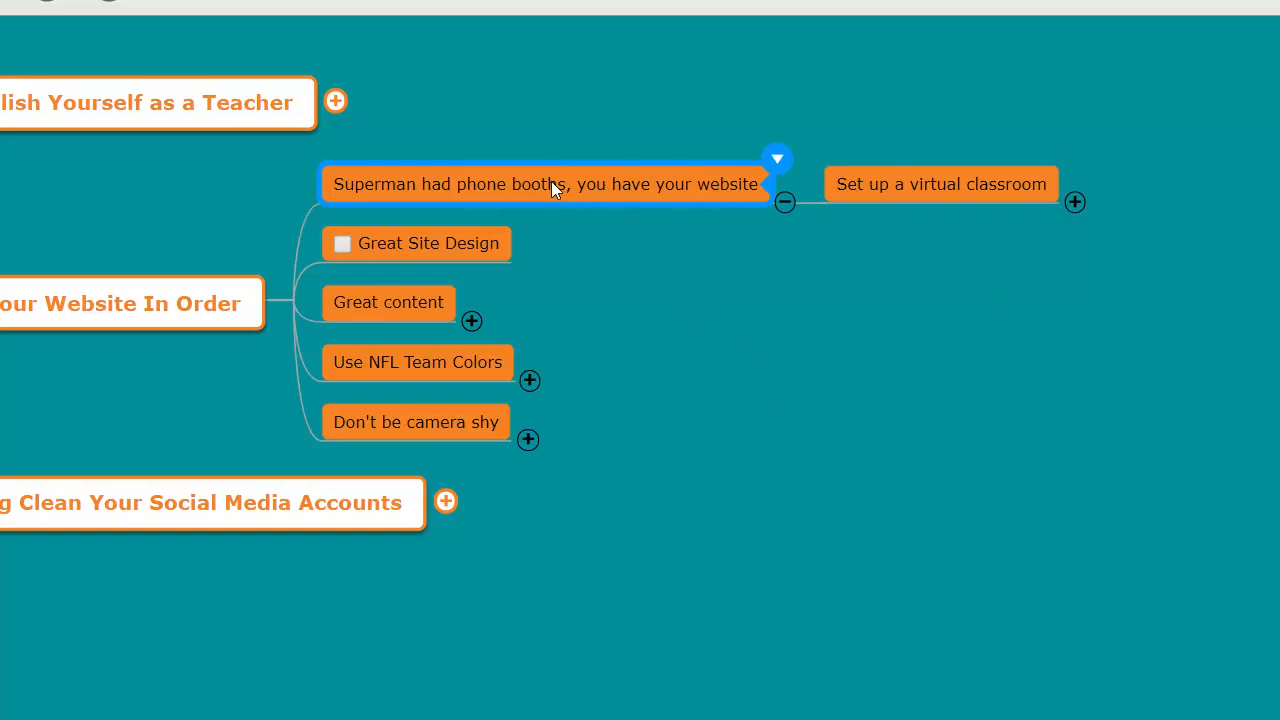 lish Yourself as a Teacher
Superman had phone booths, you have your website
Set up a virtual classroom
Great Site Design
our Website In Order
Great content
Use NFL Team Colors
Don't be camera shy
g Clean Your Social Media Accounts